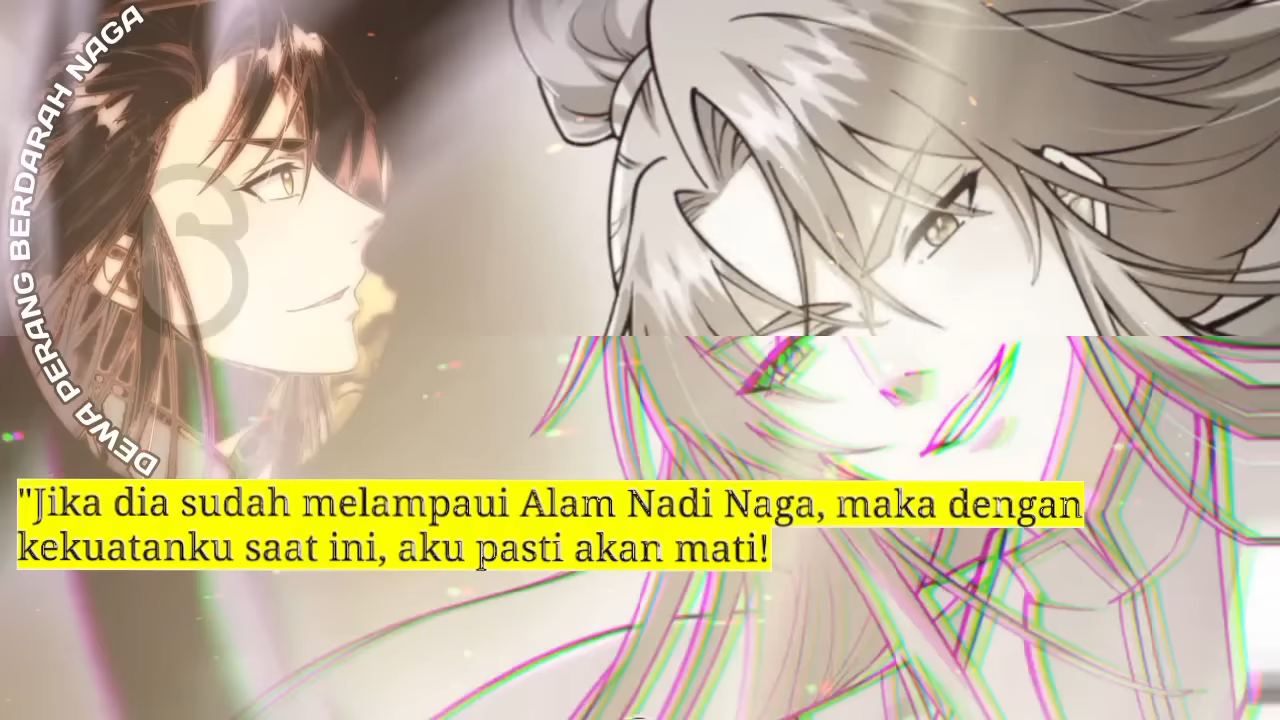 DEWA PERANG BERDARAH NAGA
"Jika dia sudah melampaui Alam Nadi Naga, maka dengan
kekuatanku saat ini, aku pasti akan mati!